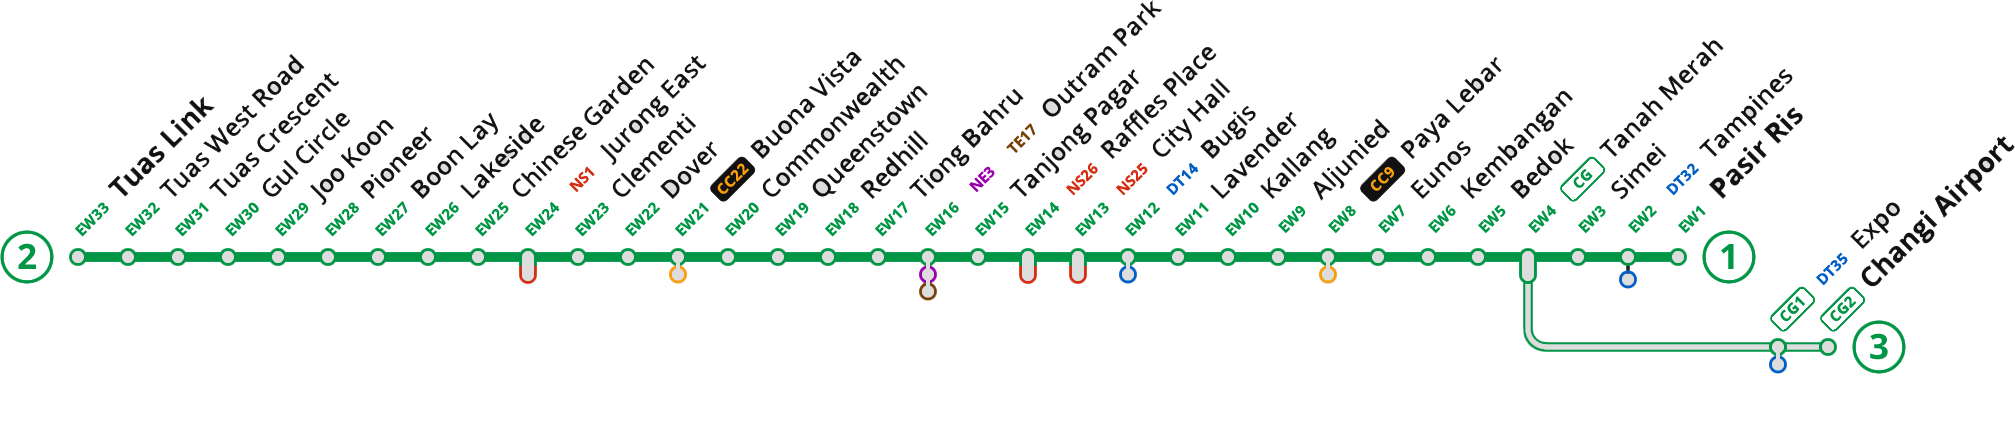 2
EW33 Tuas Link
EW32 Tuas West Road
EW31 Tuas Crescent
EW30 Gul Circle
EW29 Joo Koon
EW28 Pioneer
EW27 Boon Lay
EW26 Lakeside
EW25 Chinese Garden
EW24 NS1 Jurong East
EW23 Clementi
EW22 Dover
EW21 CC22 Buona Vista
EW20 Commonwealth
EW19 Queenstown
EW18 Redhill
EW17 Tiong Bahru
EW16 NE3 TE17 Outram Park
EW15 Tanjong Pagar
EW14 NS26 Raffles Place
EW13 NS25 City Hall
EW12 DT14 Bugis
EW11 Lavender
EW10 Kallang
EW9 Aljunied
EW8 CC9 Paya Lebar
EW7 Eunos
EW6 Kembangan
EW5 Bedok
EW4 CG Tanah Merah
EW3 Simei
EW2 DT32 Tampines
EW1 Pasir Ris
1
CG1 DT35 Expo
CG2 Changi Airport
3